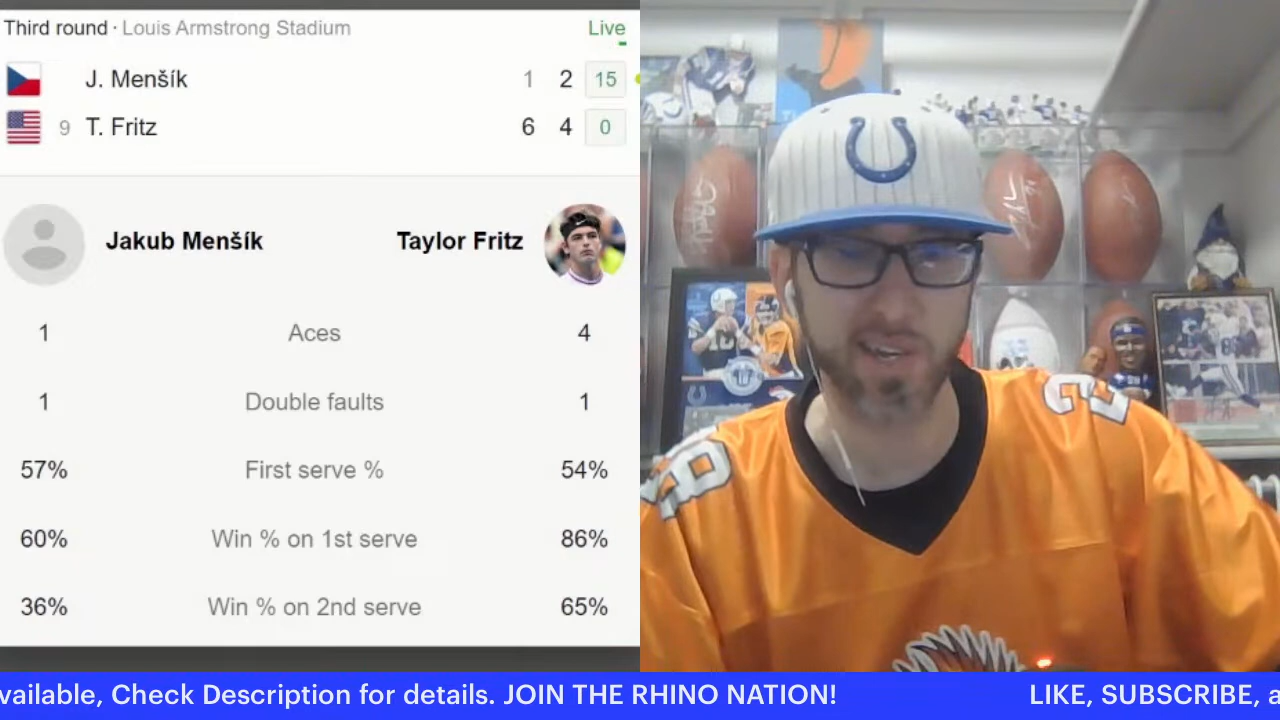 Third round · Louis Armstrong Stadium Live
J. Menšík 1 2 15
9 T. Fritz 6 4 0
Jakub Menšík Taylor Fritz
1 Aces 4
1 Double faults 1
57% First serve % 54%
60% Win % on 1st serve 86%
36% Win % on 2nd serve 65%
vailable, Check Description for details. JOIN THE RHINO NATION! LIKE, SUBSCRIBE, a
28
2